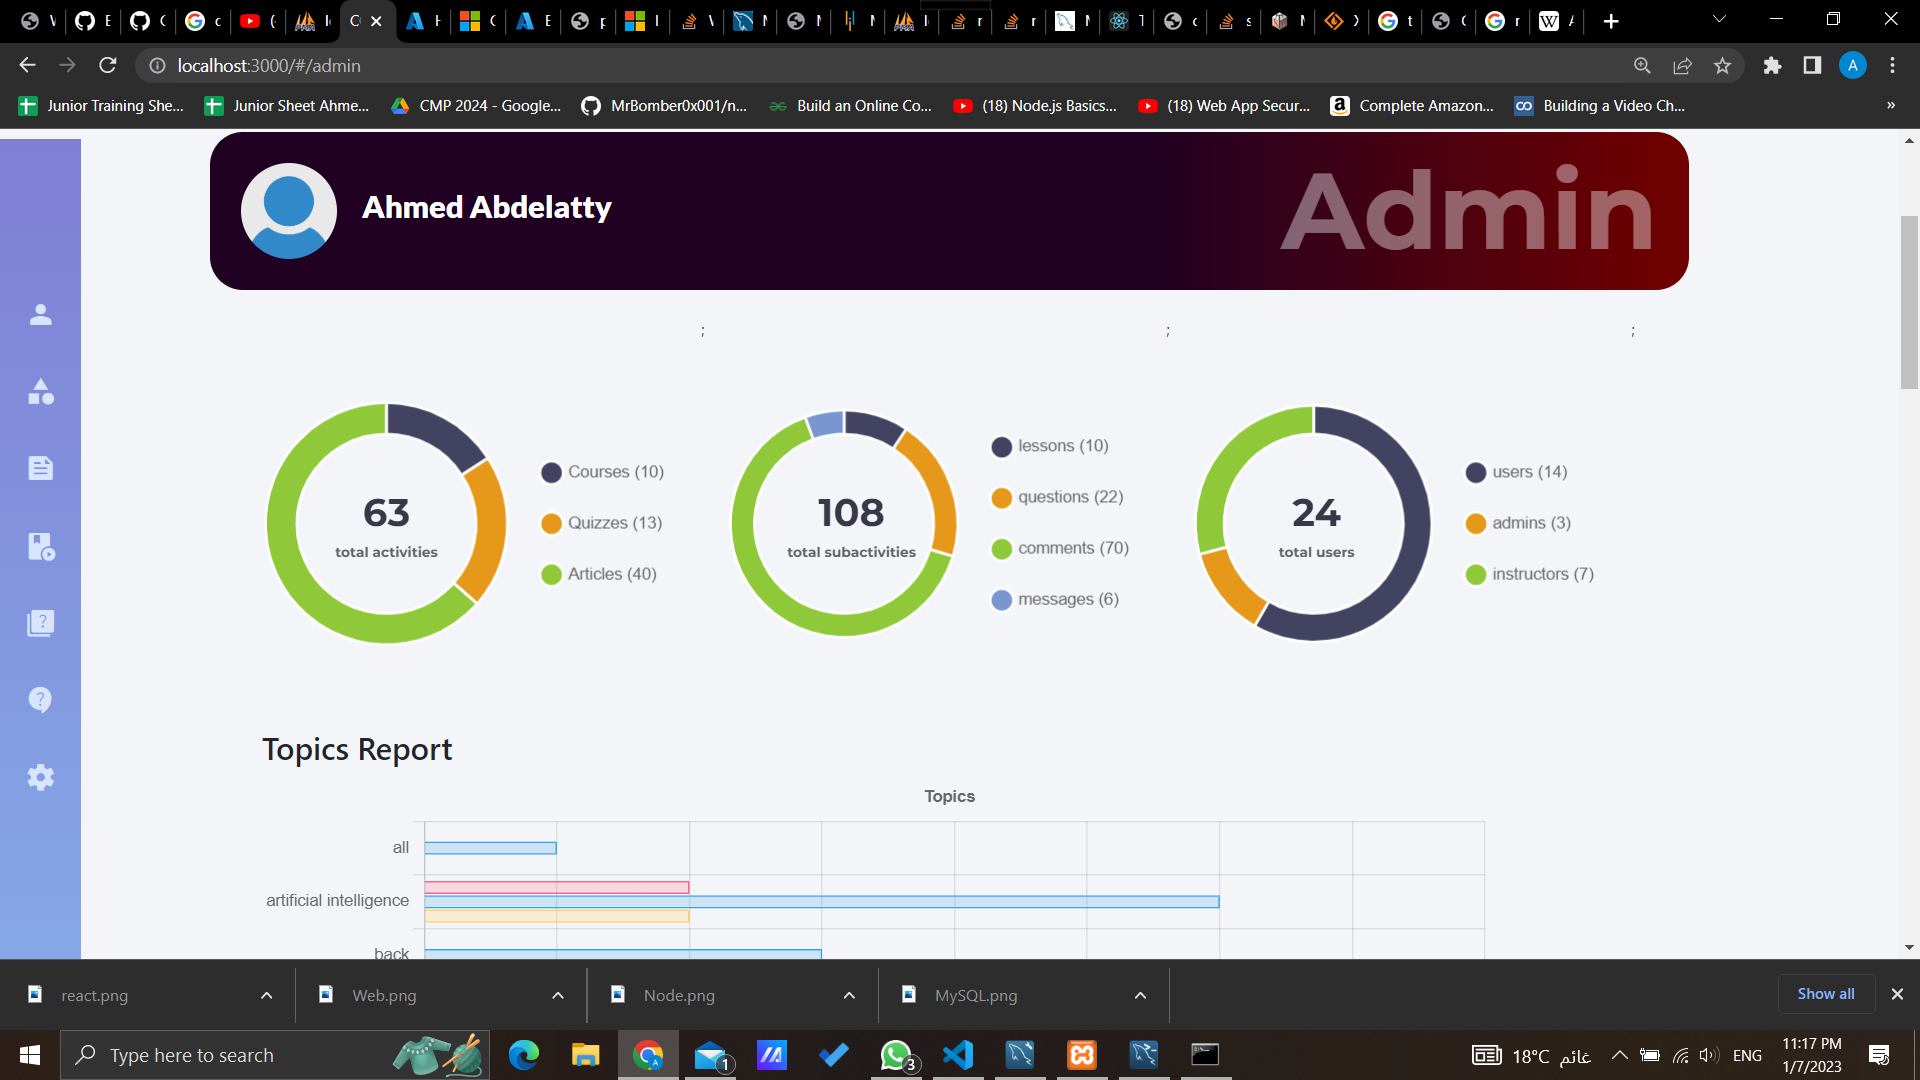 localhost:3000/#/admin
Junior Training She...
Junior Sheet Ahme...
CMP 2024 - Google...
MrBomber0x001/n...
Build an Online Co...
(18) Node.js Basics...
(18) Web App Secur...
Complete Amazon...
Building a Video Ch...
»
Ahmed Abdelatty
Admin
;
;
;
63
total activities
Courses (10)
Quizzes (13)
Articles (40)
108
total subactivities
lessons (10)
questions (22)
comments (70)
messages (6)
24
total users
users (14)
admins (3)
instructors (7)
Topics Report
Topics
all
artificial intelligence
back
react.png
Web.png
Node.png
MySQL.png
Show all
Type here to search
1
3
18°C غائم
ENG
11:17 PM
1/7/2023